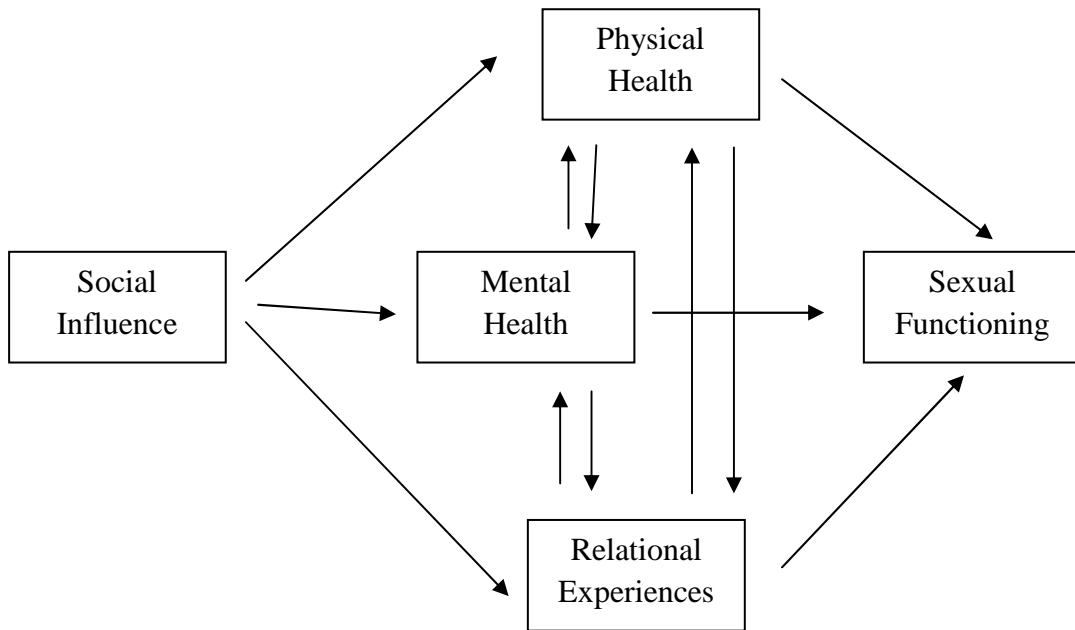 Physical
Health
Social
Influence
Mental
Health
Sexual
Functioning
Relational
Experiences